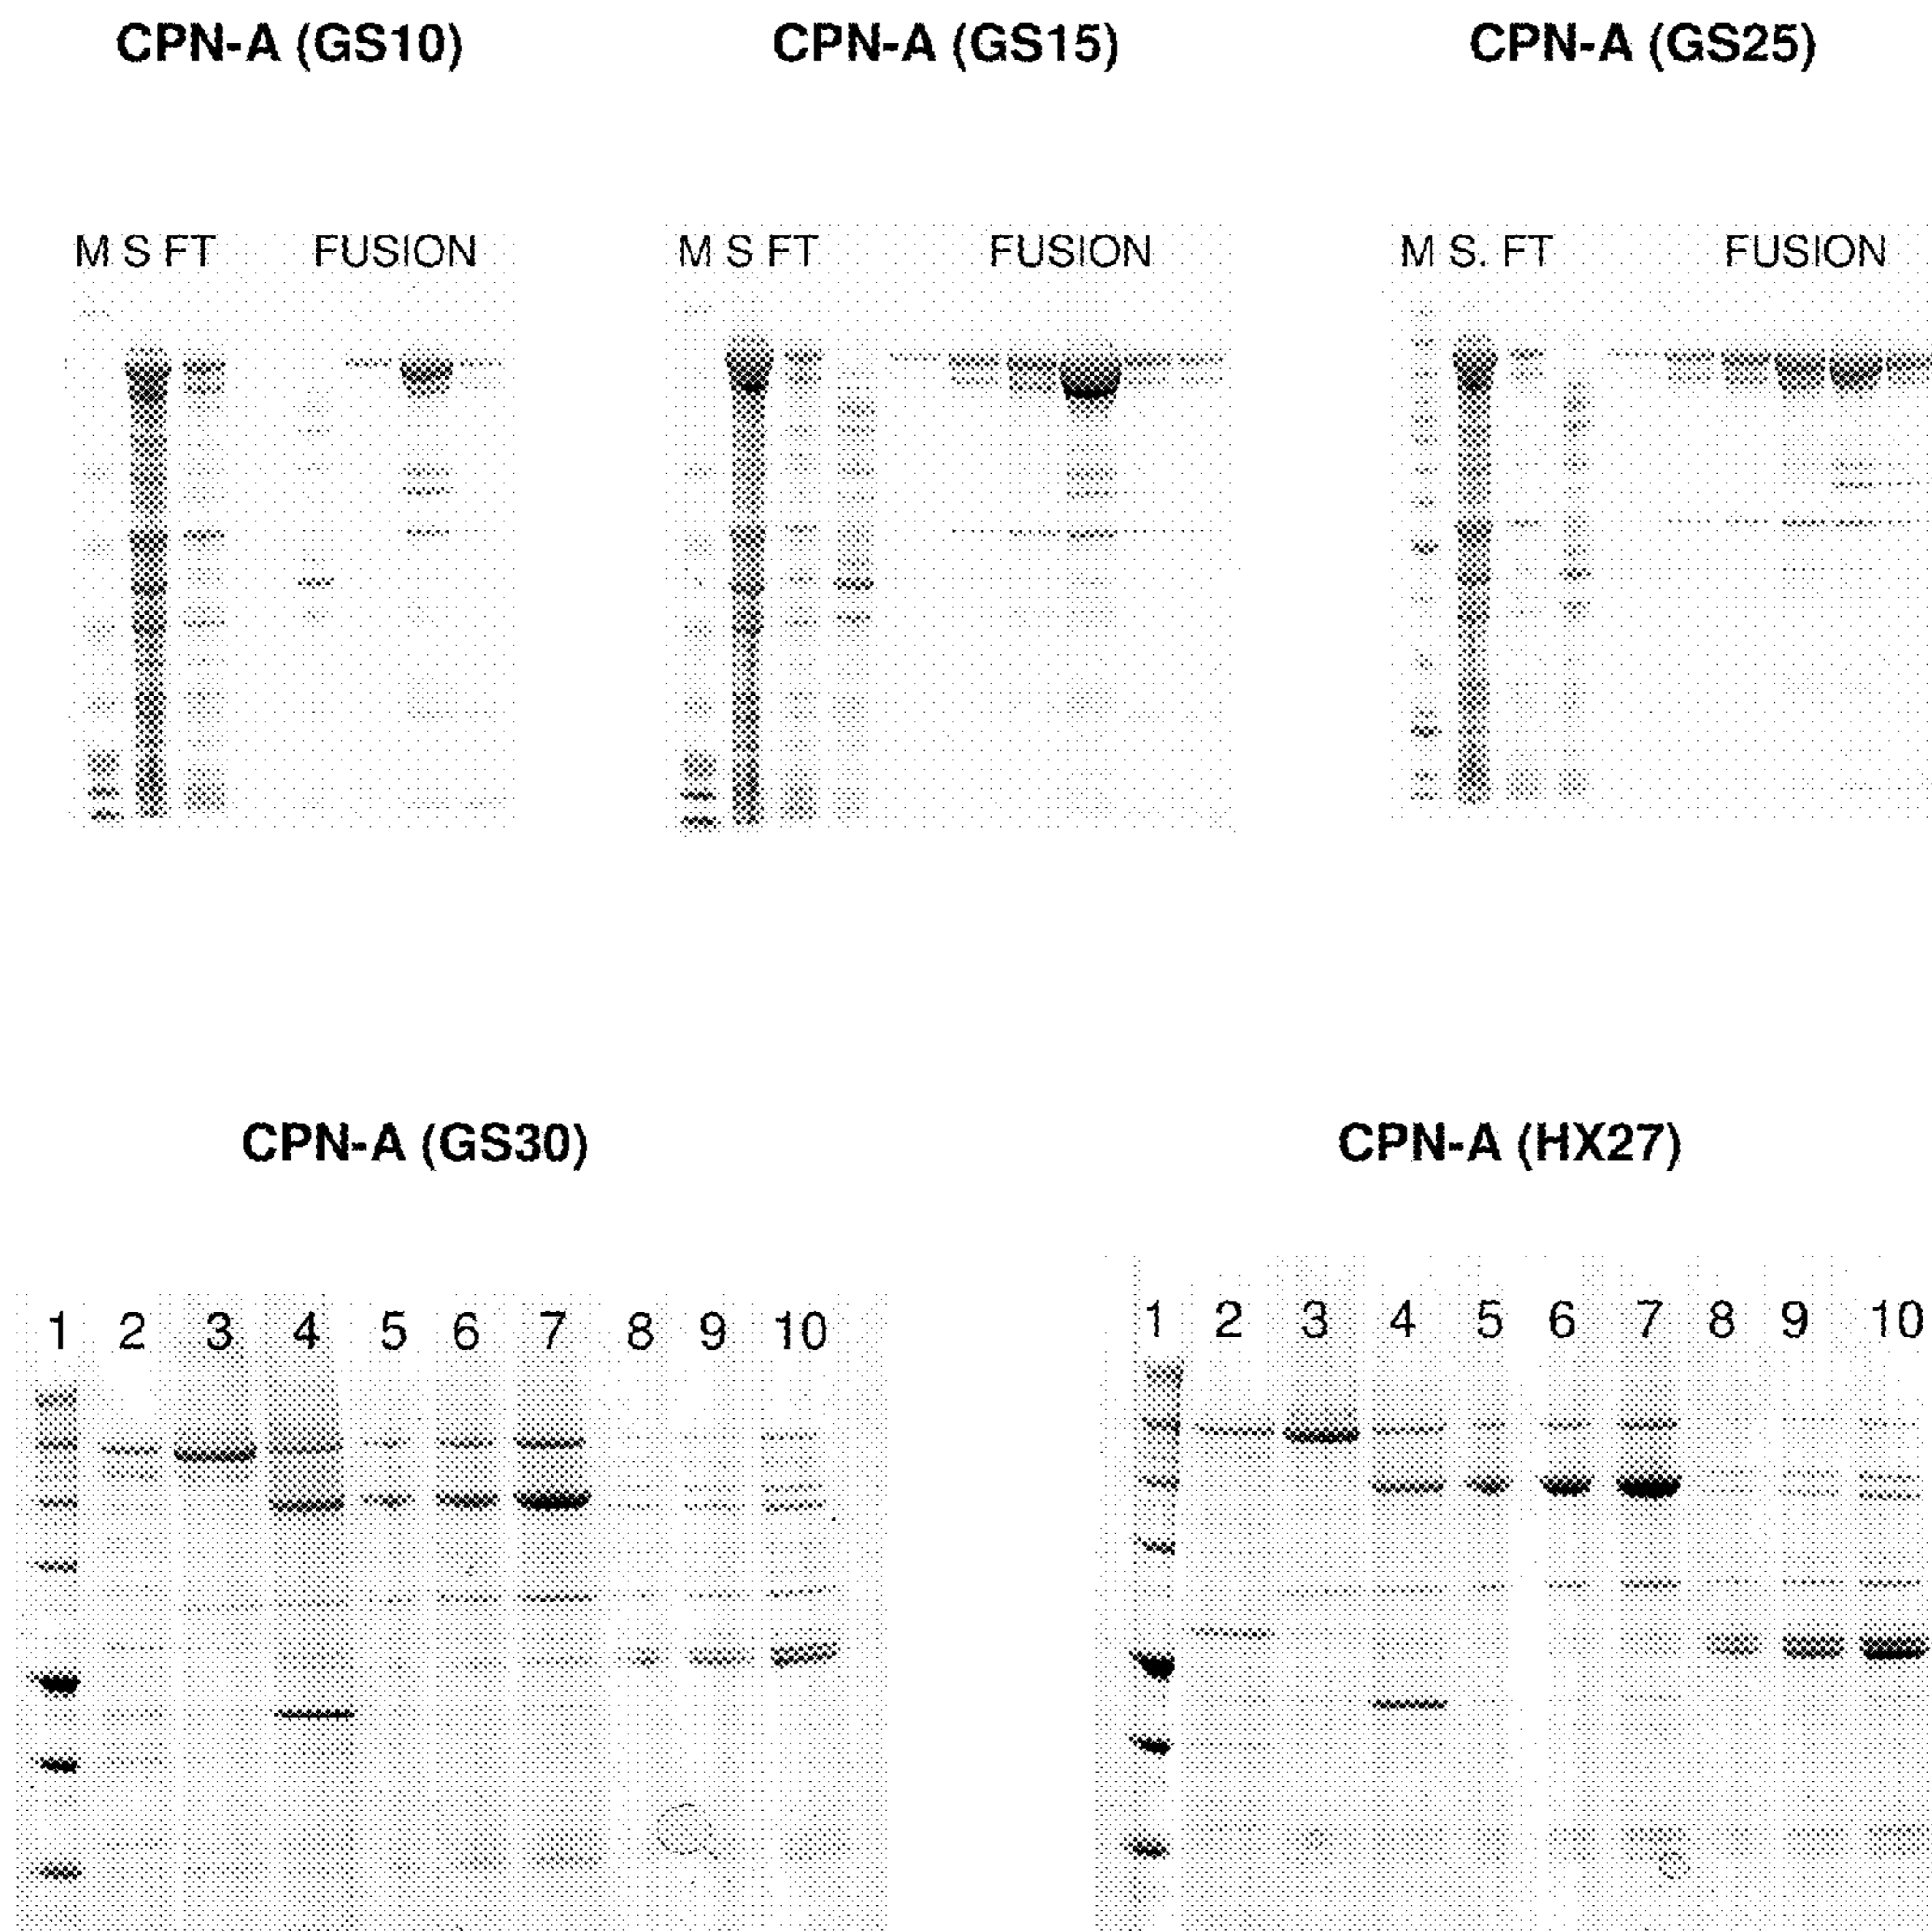 CPN-A (GS10)
CPN-A (GS15)
CPN-A (GS25)
M S FT FUSION
M S FT FUSION
M S. FT FUSION
CPN-A (GS30)
CPN-A (HX27)
1 2 3 4 5 6 7 8 9 10
1 2 3 4 5 6 7 8 9 10